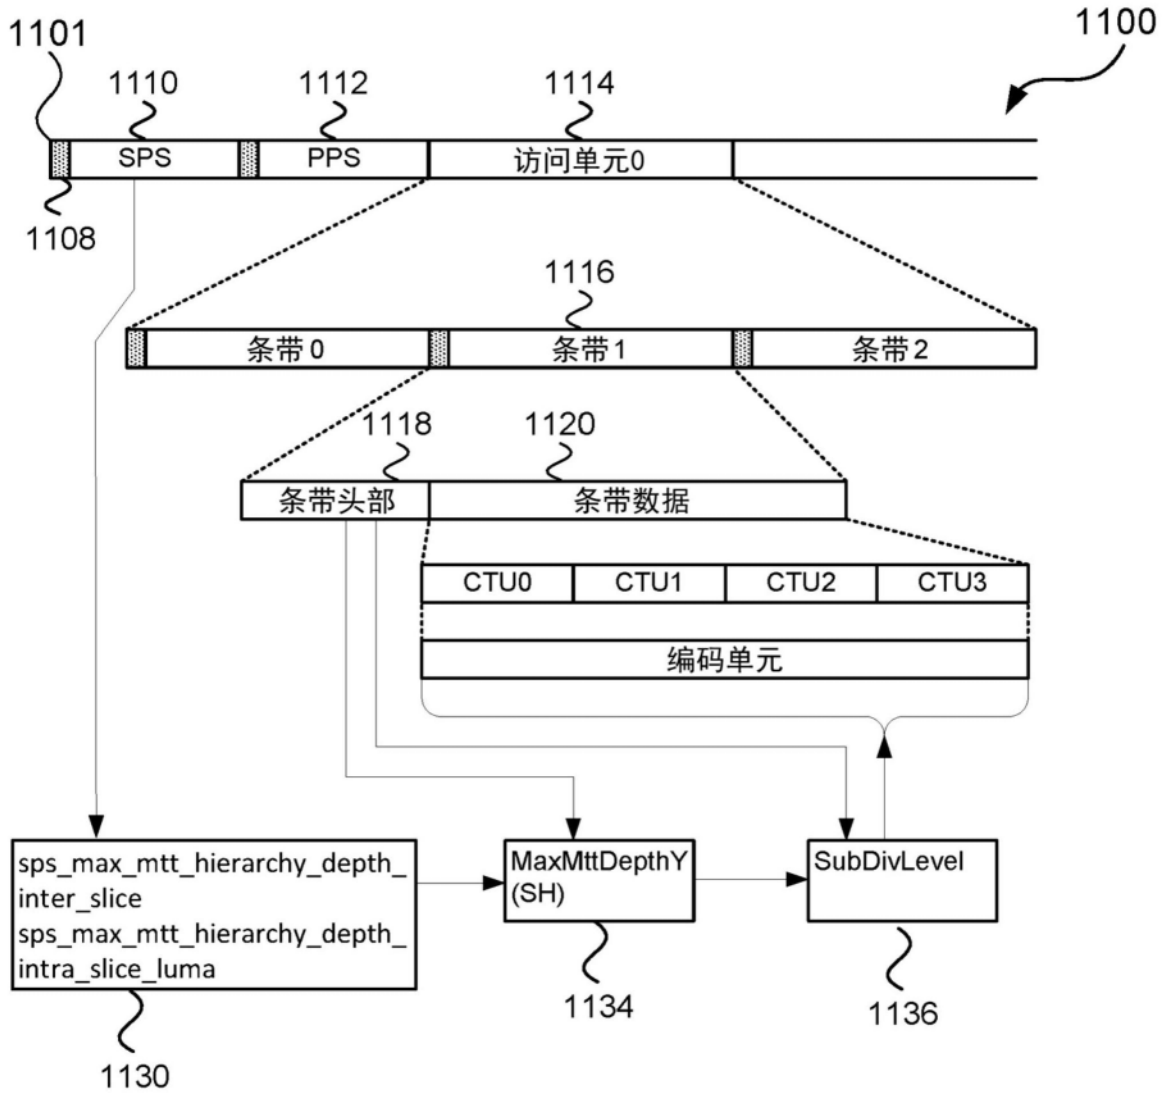 1101
1100
1110
1112
1114
SPS
PPS
访问单元0
1108
1116
条带0
条带1
条带2
1118
1120
条带头部
条带数据
CTU0
CTU1
CTU2
CTU3
编码单元
sps_max_mtt_hierarchy_depth_
inter_slice
sps_max_mtt_hierarchy_depth_
intra_slice_luma
MaxMttDepthY
(SH)
SubDivLevel
1134
1136
1130